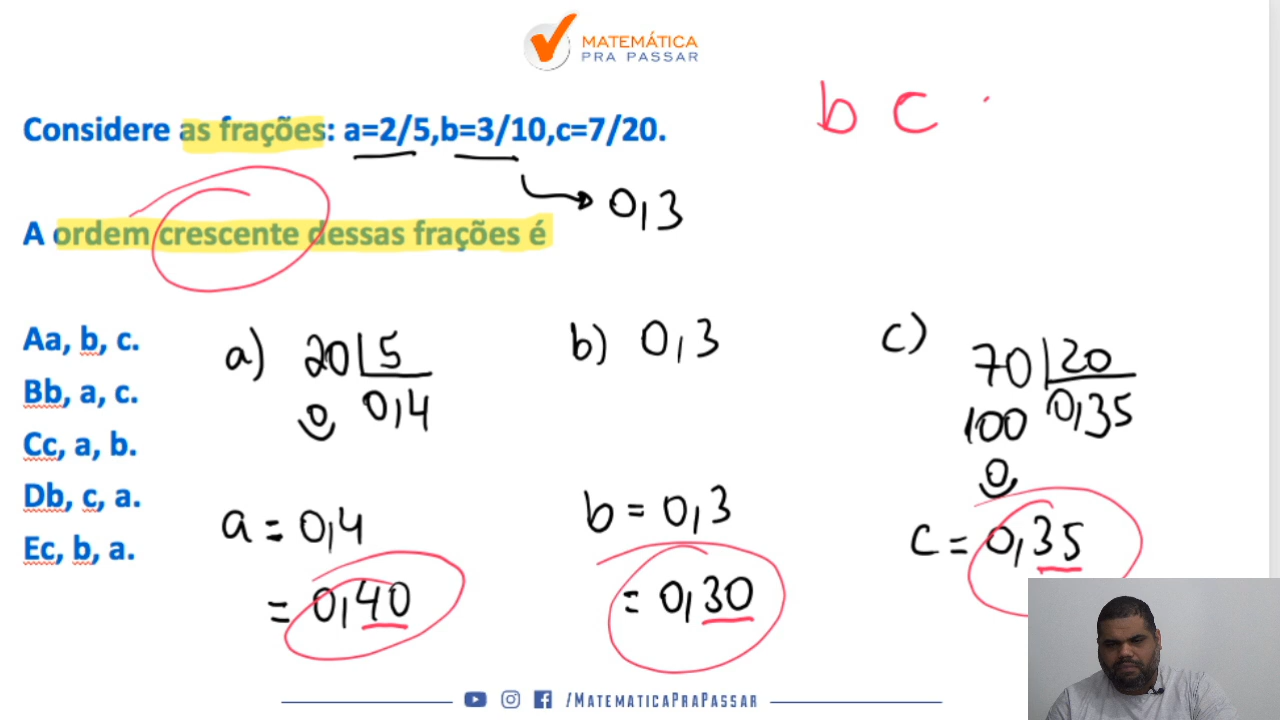 MATEMÁTICA
PRA PASSAR
b c
Considere as frações: a=2/5,b=3/10,c=7/20.
0,3
A ordem crescente dessas frações é
Aa, b, c.
Bb, a, c.
Cc, a, b.
Db, c, a.
Ec, b, a.
a) 20 5
0 0,4
b) 0,3
c) 70 20
100 0,35
0
a = 0,4
= 0,40
b = 0,3
= 0,30
c = 0,35
/MATEMATICAPRAPASSAR